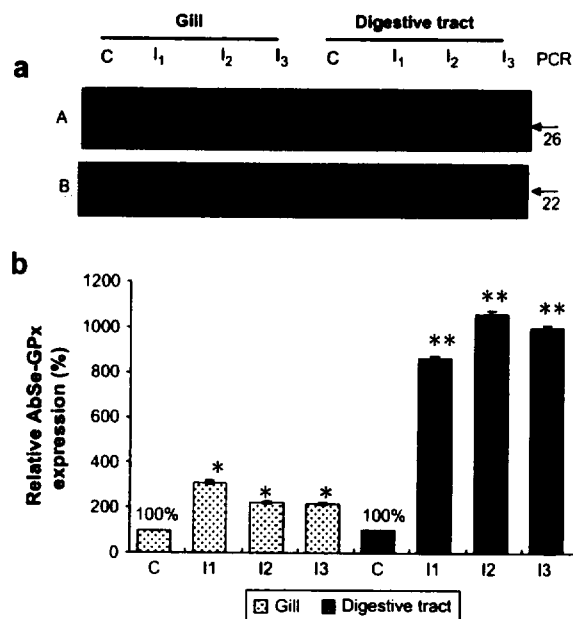 Gill Digestive tract
C I₁ I₂ I₃ C I₁ I₂ I₃ PCR
a
A
26
B
22
b
1200
1000
800
600
400
200
0
Relative AbSe-GPx
expression (%)
100% * * * 100% ** ** **
C I1 I2 I3 C I1 I2 I3
Gill Digestive tract